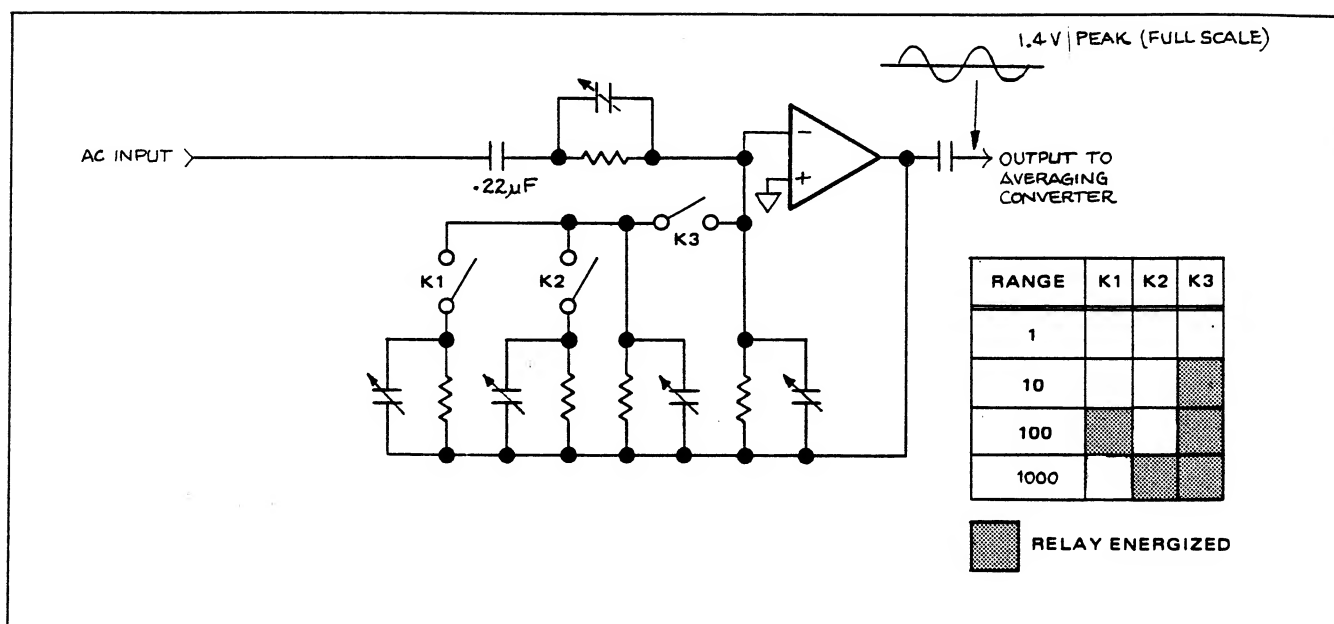 1.4V PEAK (FULL SCALE)
AC INPUT
.22µF
−
+
OUTPUT TO
AVERAGING
CONVERTER
K3
K1
K2
RANGE K1 K2 K3
1
10
100
1000
RELAY ENERGIZED